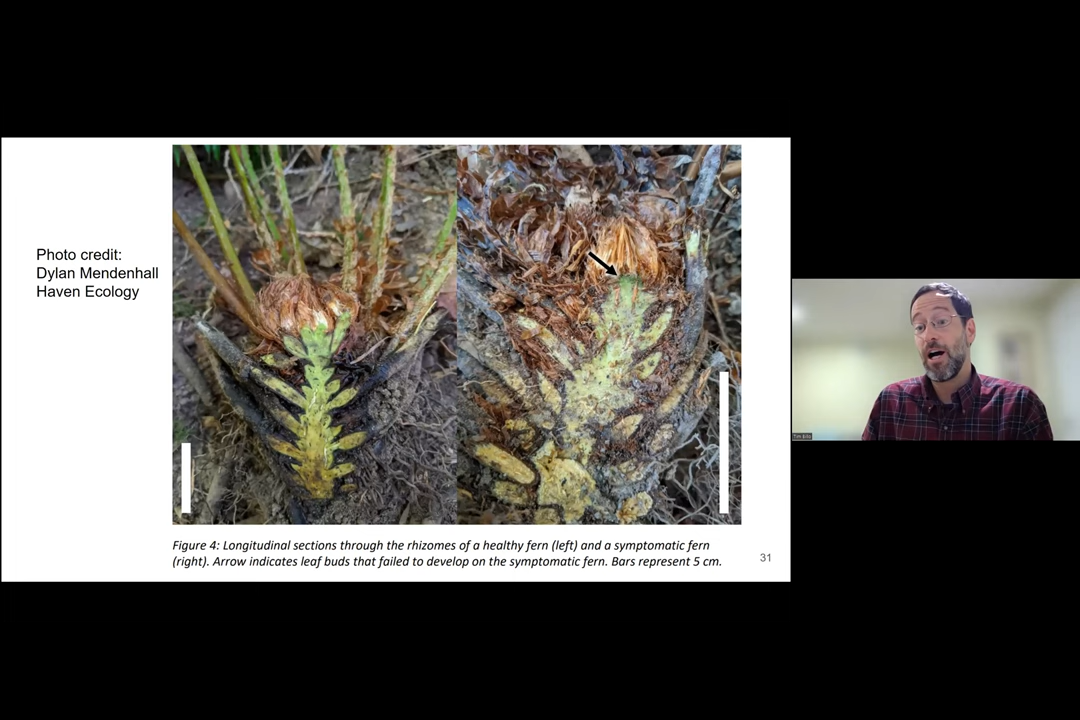 Photo credit:
Dylan Mendenhall
Haven Ecology
Figure 4: Longitudinal sections through the rhizomes of a healthy fern (left) and a symptomatic fern
(right). Arrow indicates leaf buds that failed to develop on the symptomatic fern. Bars represent 5 cm.
31